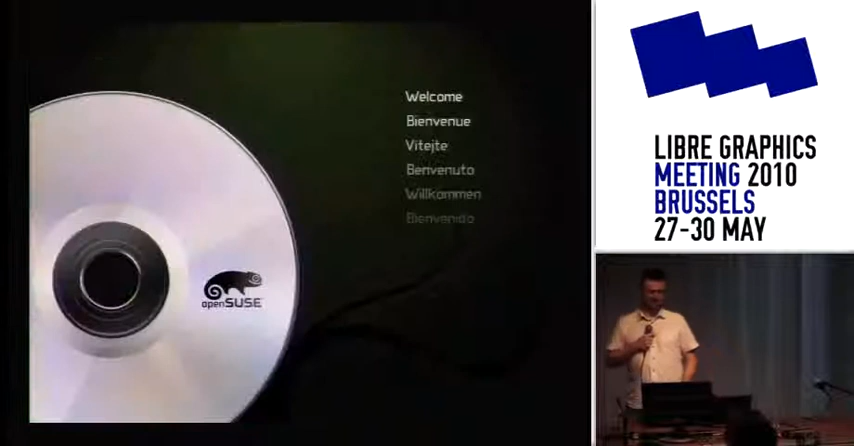 Welcome
Bienvenue
Vitejte
Benvenuto
Willkommen
Bienvenido
openSUSE
LIBRE GRAPHICS
MEETING 2010
BRUSSELS
27-30 MAY